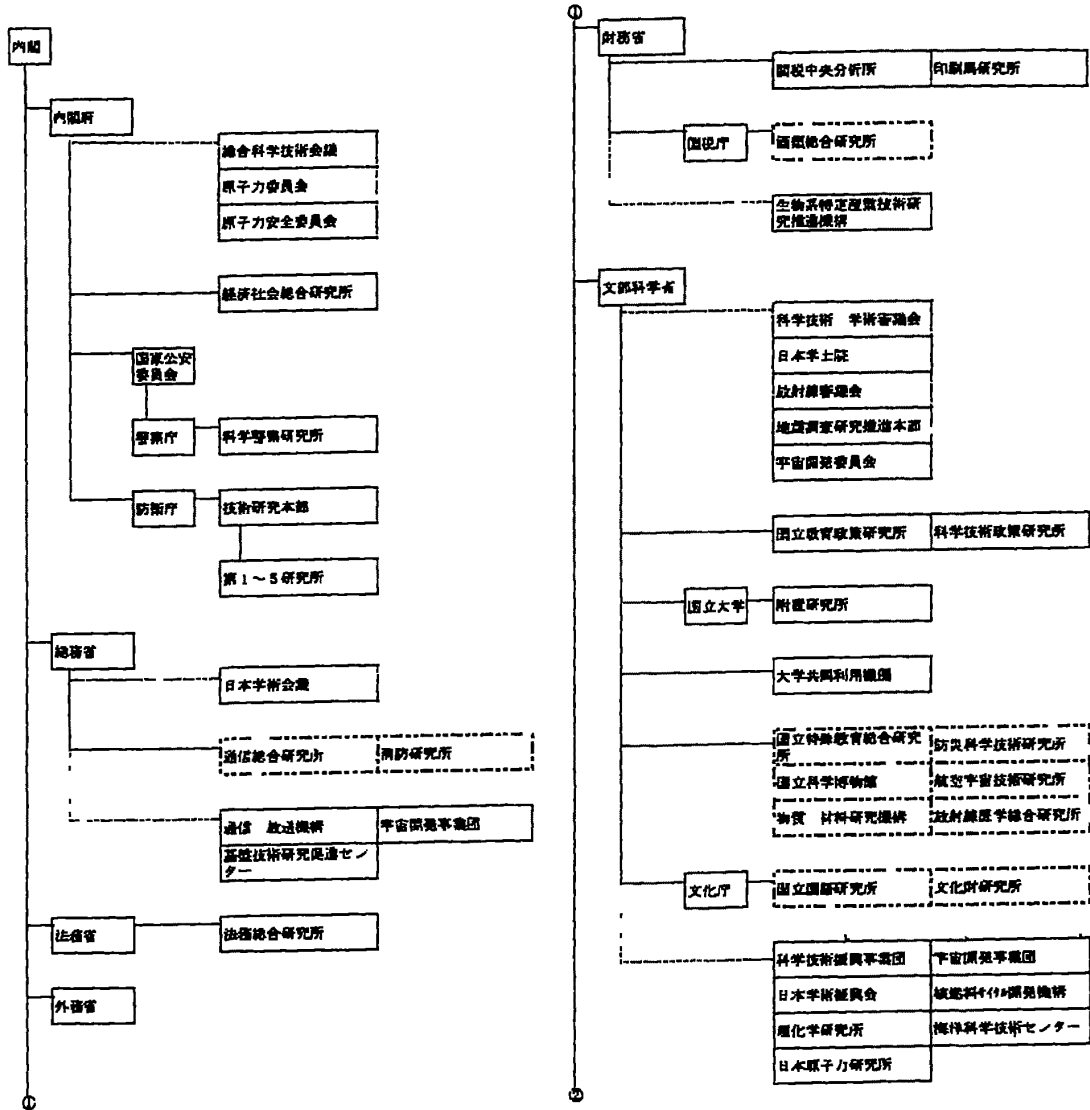 内閣
内閣府
総合科学技術会議
原子力委員会
原子力安全委員会
経済社会総合研究所
国家公安
委員会
警察庁
科学警察研究所
防衛庁
技術研究本部
第1〜5研究所
総務省
日本学術会議
通信総合研究所
消防研究所
通信 放送機構
宇宙開発事業団
基盤技術研究促進セン
ター
法務省
法務総合研究所
外務省
①
①
財務省
関税中央分析所
印刷局研究所
国税庁
酒類総合研究所
生物系特定産業技術研
究推進機構
文部科学省
科学技術 学術審議会
日本学士院
放射線審議会
地震調査研究推進本部
宇宙開発委員会
国立教育政策研究所
科学技術政策研究所
国立大学
附置研究所
大学共同利用機関
国立特殊教育総合研究
所
防災科学技術研究所
国立科学博物館
航空宇宙技術研究所
物質 材料研究機構
放射線医学総合研究所
文化庁
国立国語研究所
文化財研究所
科学技術振興事業団
宇宙開発事業団
日本学術振興会
核燃料サイクル開発機構
理化学研究所
海洋科学技術センター
日本原子力研究所
②